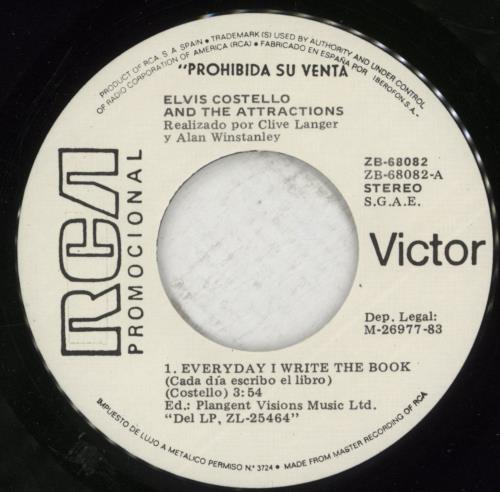 PRODUCT OF RCA, S. A. SPAIN • TRADEMARK (S) USED BY AUTHORITY AND UNDER CONTROL
OF RADIO CORPORATION OF AMERICA (RCA) • FABRICADO EN ESPAÑA POR IBEROFON S.A.-
"PROHIBIDA SU VENTA
ELVIS COSTELLO
AND THE ATTRACTIONS
Realizado por Clive Langer
y Alan Winstanley
ZB-68082
ZB-68082-A
STEREO
S.G.A.E.
RCA
PROMOCIONAL
Victor
Dep. Legal:
M-26977-83
1. EVERYDAY I WRITE THE BOOK
(Cada día escribo el libro)
(Costello) 3:54
Ed.: Plangent Visions Music Ltd.
"Del LP, ZL-25464"
IMPUESTO DE LUJO A METALICO PERMISO N.º 3724 • MADE FROM MASTER RECORDING OF RCA